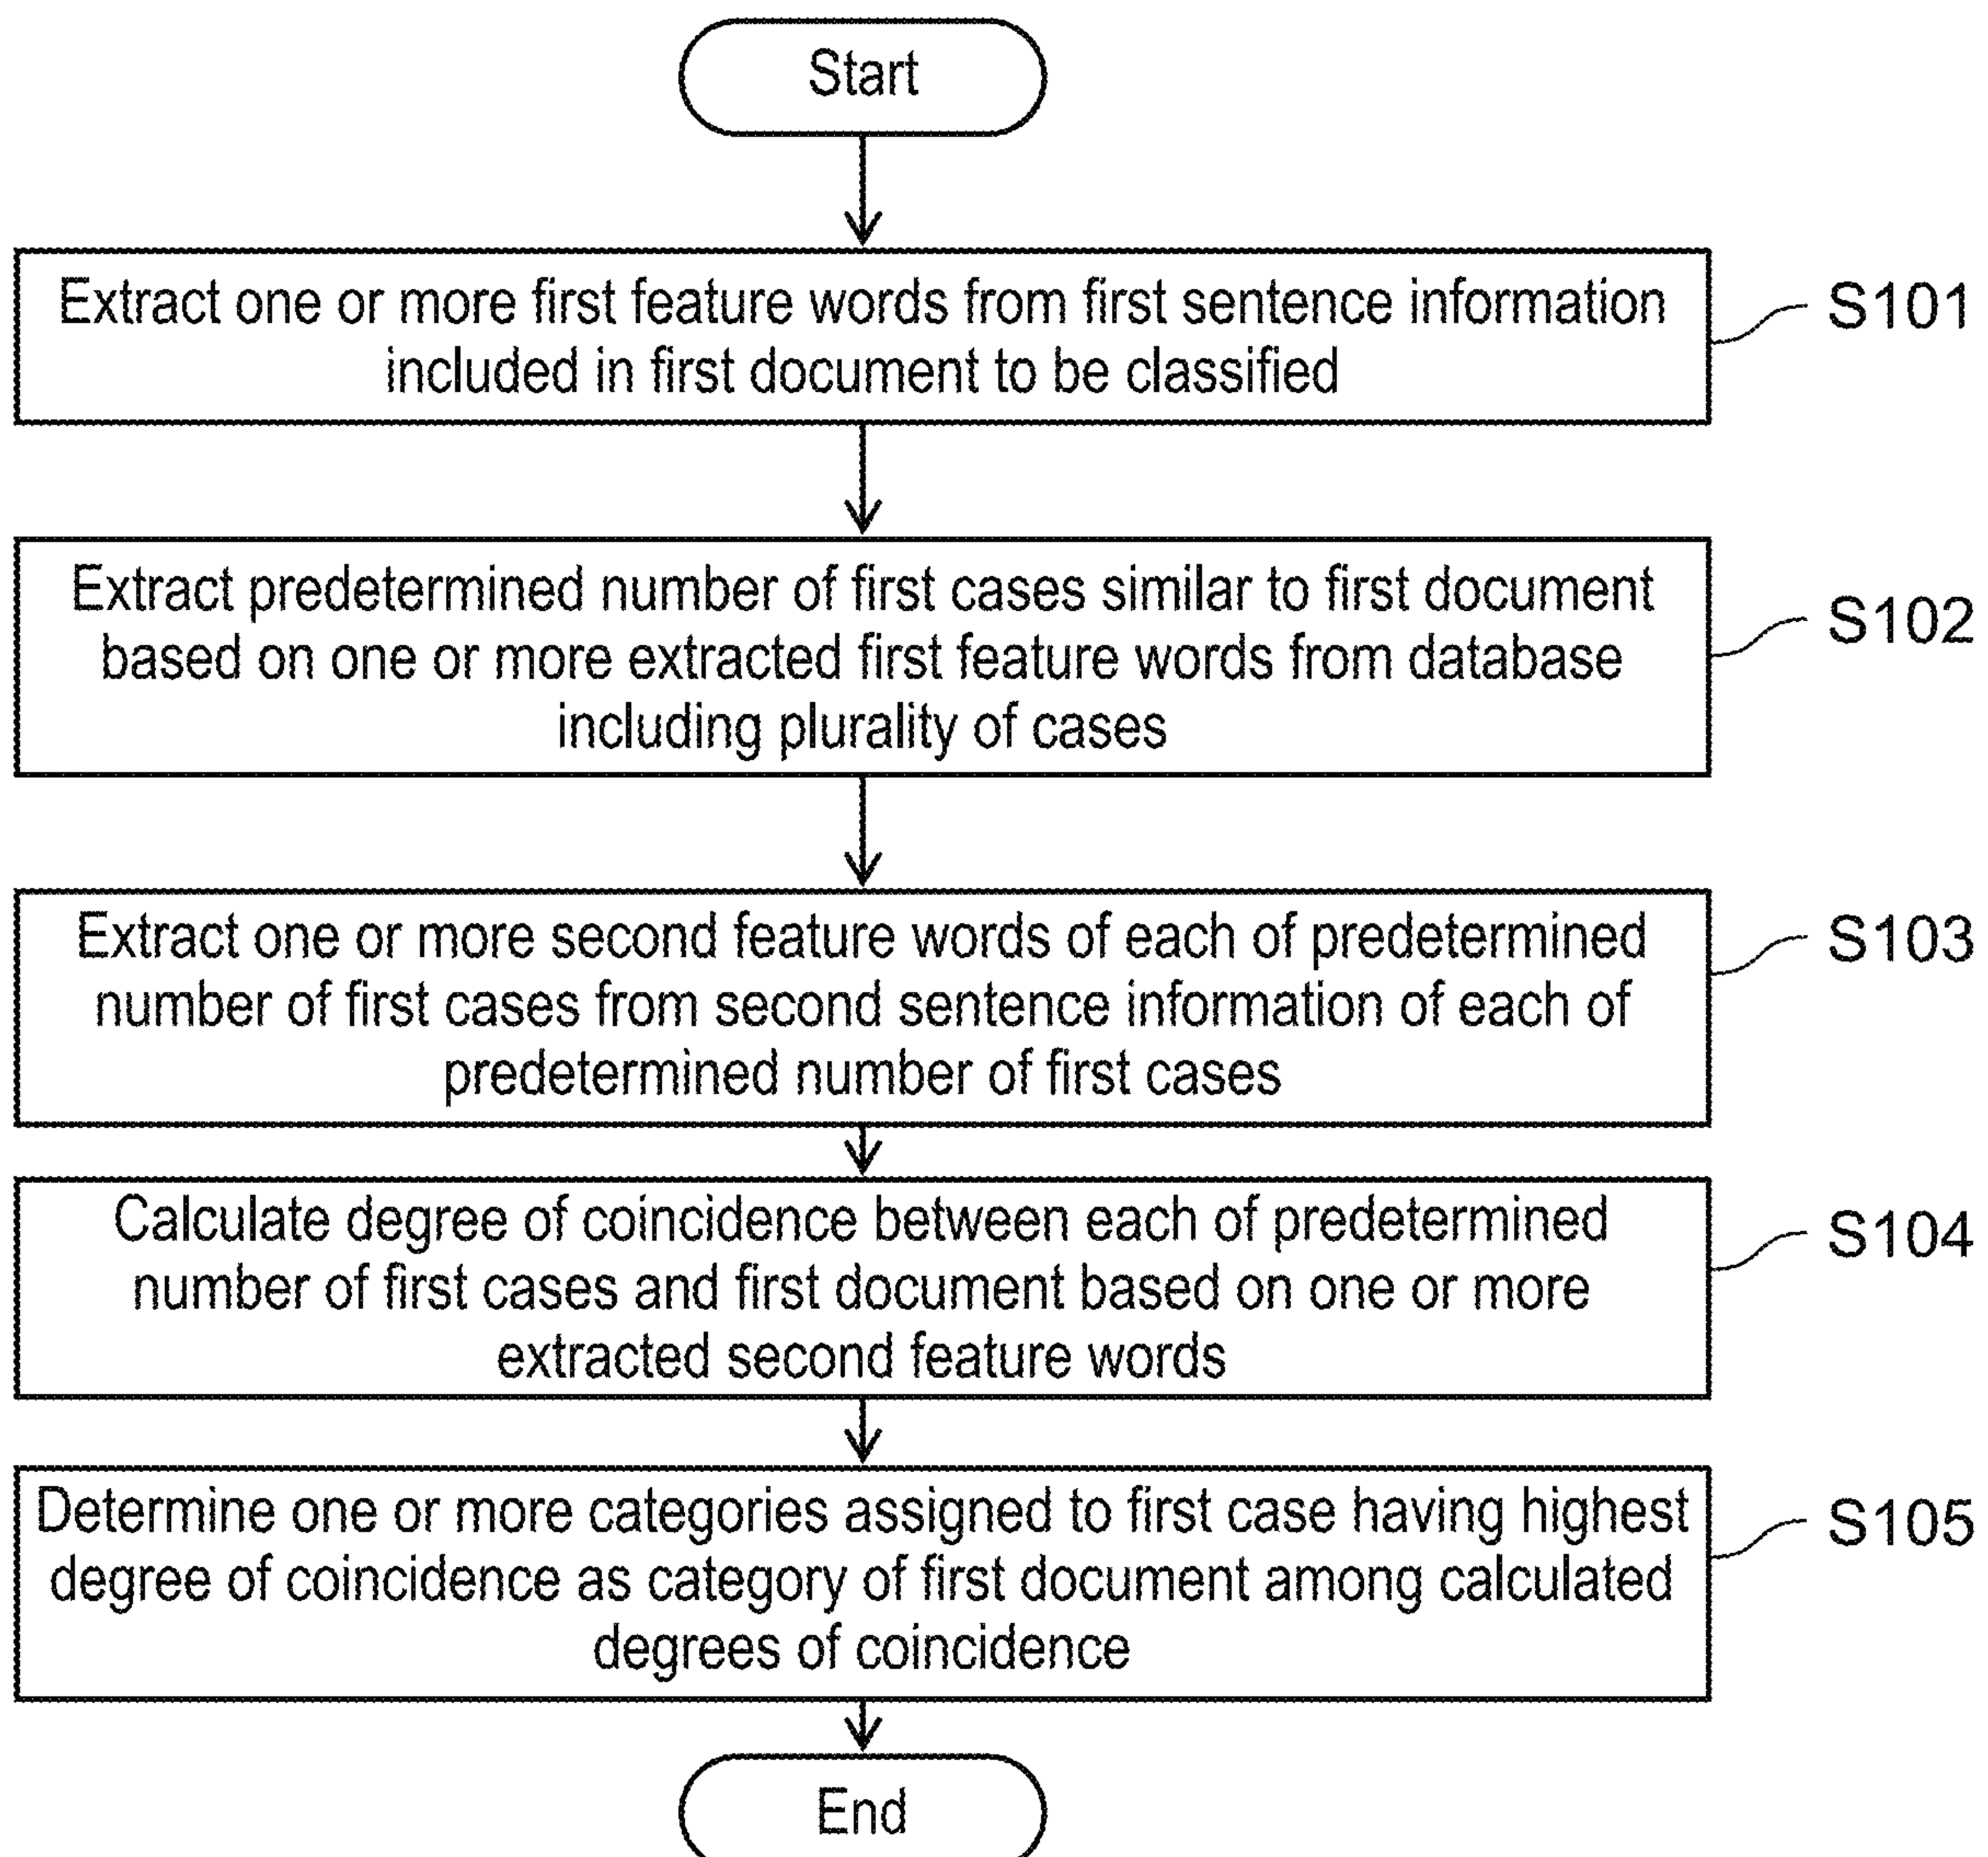 Start
Extract one or more first feature words from first sentence information
included in first document to be classified
S101
Extract predetermined number of first cases similar to first document
based on one or more extracted first feature words from database
including plurality of cases
S102
Extract one or more second feature words of each of predetermined
number of first cases from second sentence information of each of
predetermined number of first cases
S103
Calculate degree of coincidence between each of predetermined
number of first cases and first document based on one or more
extracted second feature words
S104
Determine one or more categories assigned to first case having highest
degree of coincidence as category of first document among calculated
degrees of coincidence
S105
End